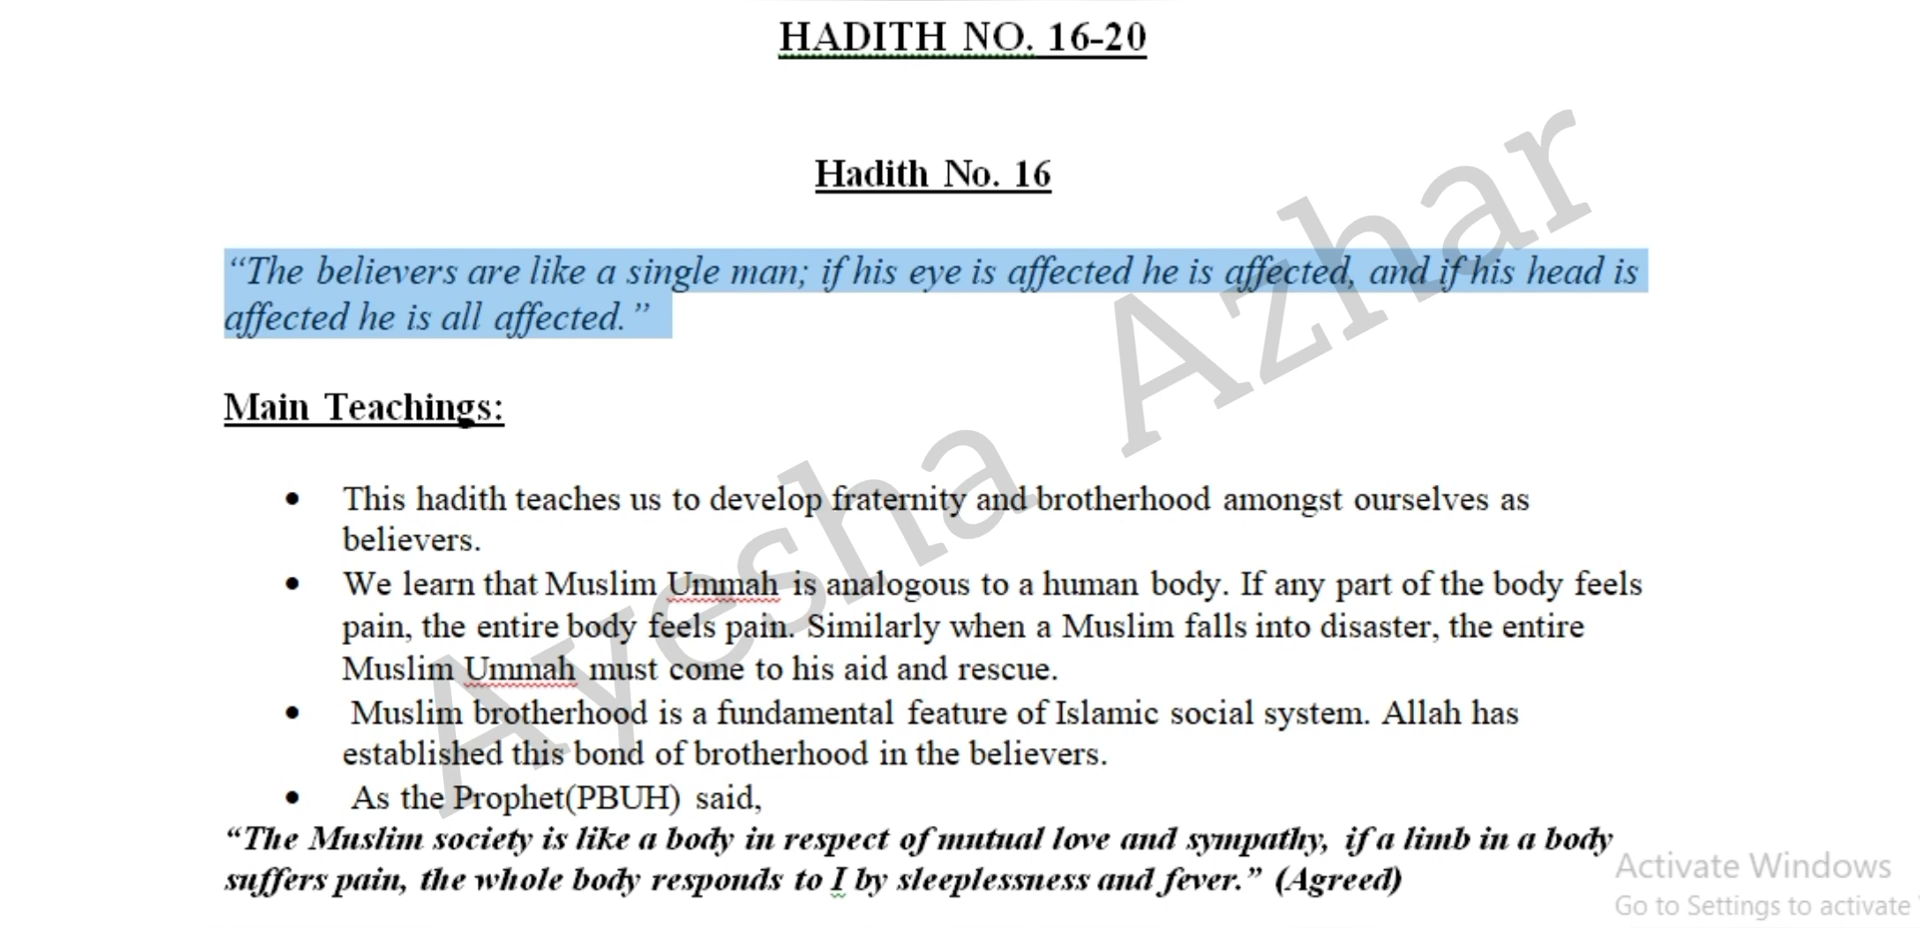 HADITH NO. 16-20
Hadith No. 16
“The believers are like a single man; if his eye is affected he is affected, and if his head is
affected he is all affected.”
Main Teachings:
• This hadith teaches us to develop fraternity and brotherhood amongst ourselves as
believers.
• We learn that Muslim Ummah is analogous to a human body. If any part of the body feels
pain, the entire body feels pain. Similarly when a Muslim falls into disaster, the entire
Muslim Ummah must come to his aid and rescue.
• Muslim brotherhood is a fundamental feature of Islamic social system. Allah has
established this bond of brotherhood in the believers.
• As the Prophet(PBUH) said,
“The Muslim society is like a body in respect of mutual love and sympathy, if a limb in a body
suffers pain, the whole body responds to I by sleeplessness and fever.” (Agreed)
Ayesha Azhar
Activate Windows
Go to Settings to activate